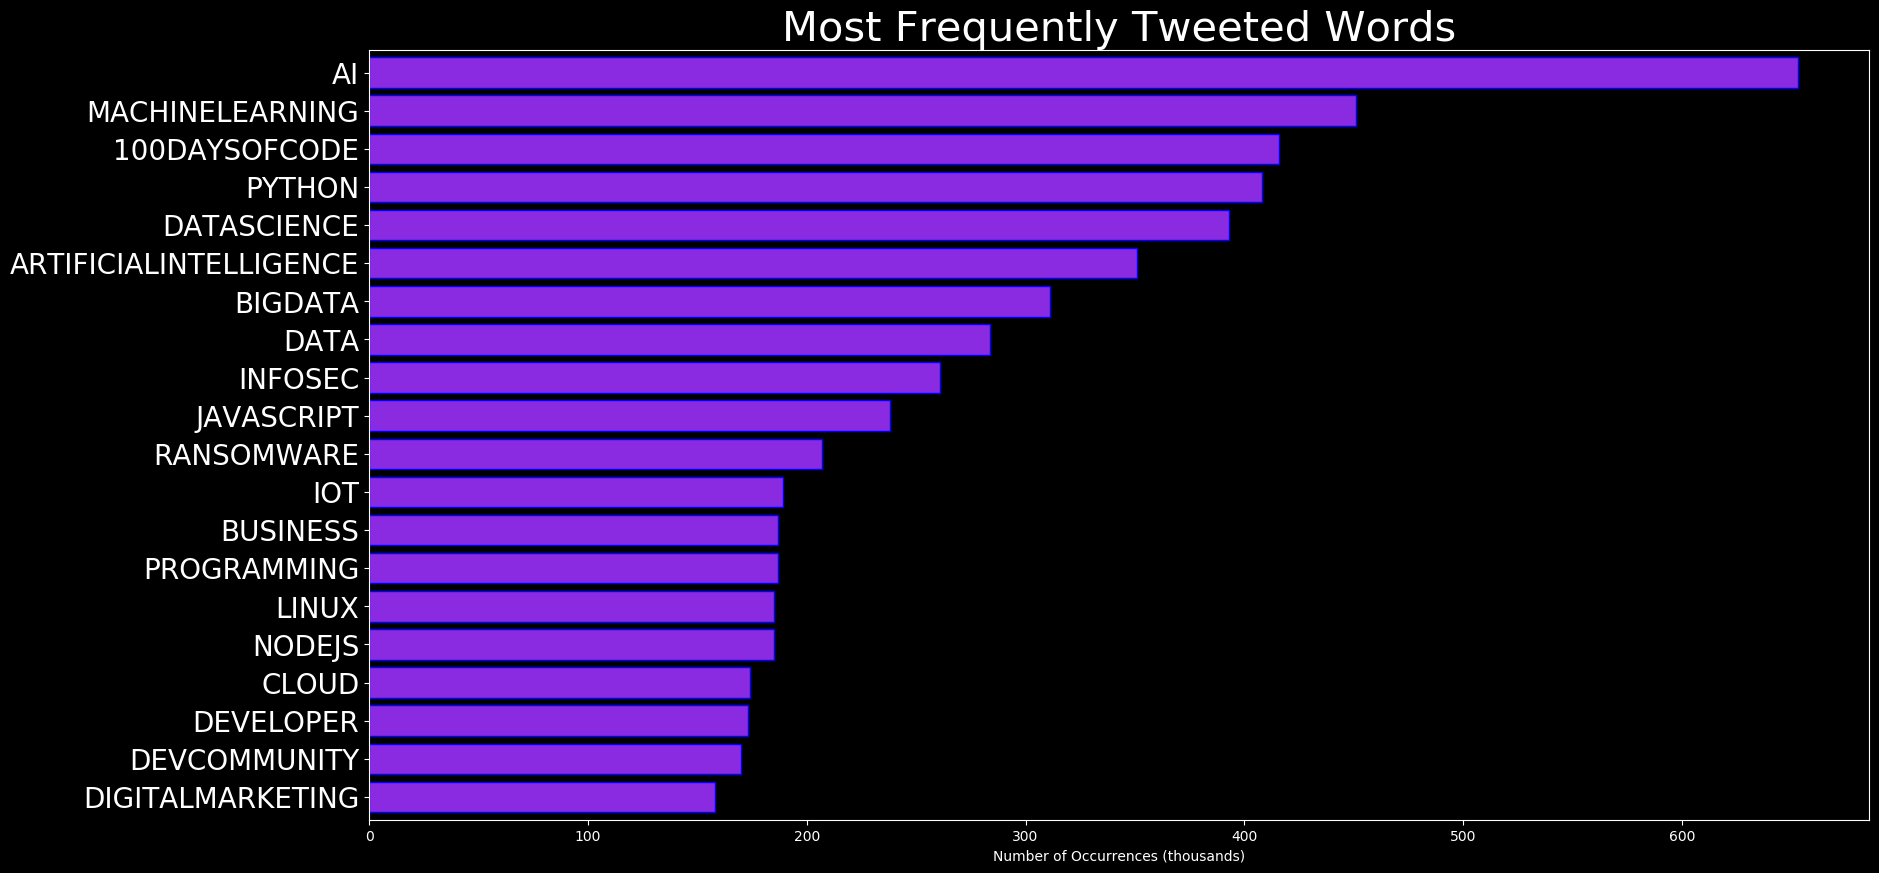 Most Frequently Tweeted Words
AI
MACHINELEARNING
100DAYSOFCODE
PYTHON
DATASCIENCE
ARTIFICIALINTELLIGENCE
BIGDATA
DATA
INFOSEC
JAVASCRIPT
RANSOMWARE
IOT
BUSINESS
PROGRAMMING
LINUX
NODEJS
CLOUD
DEVELOPER
DEVCOMMUNITY
DIGITALMARKETING
0 100 200 300 400 500 600
Number of Occurrences (thousands)